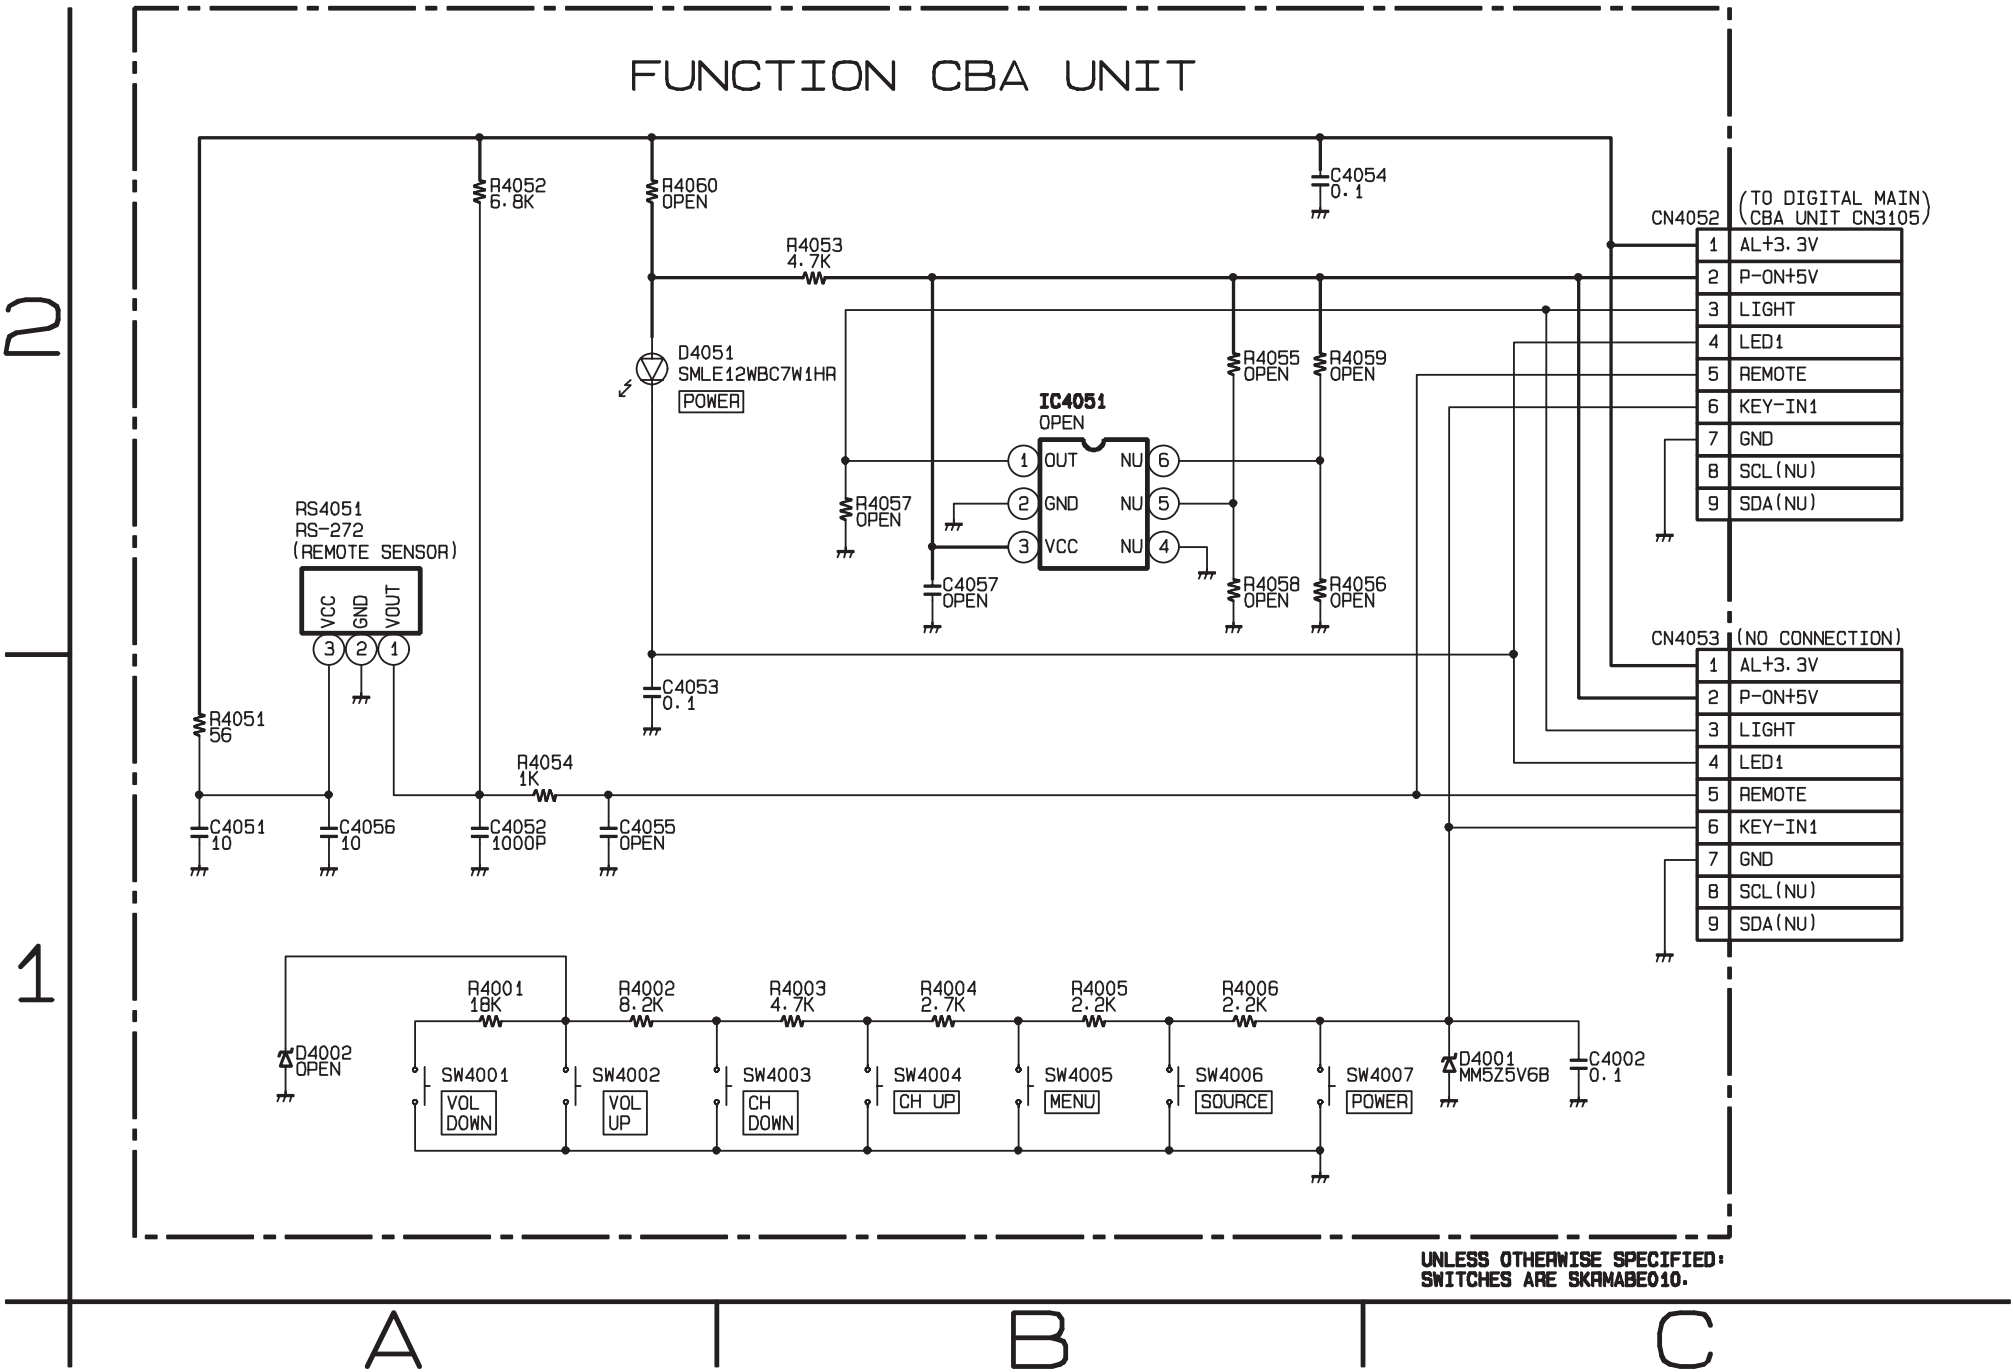 FUNCTION CBA UNIT
R4052
6.8K
R4060
OPEN
C4054
0.1
R4053
4.7K
D4051
SMLE12WBC7W1HR
POWER
R4055
OPEN
R4059
OPEN
IC4051
OPEN
1 OUT NU 6
2 GND NU 5
3 VCC NU 4
R4057
OPEN
C4057
OPEN
R4058
OPEN
R4056
OPEN
(TO DIGITAL MAIN)
CN4052 (CBA UNIT CN3105)
1 AL+3.3V
2 P-ON+5V
3 LIGHT
4 LED1
5 REMOTE
6 KEY-IN1
7 GND
8 SCL(NU)
9 SDA(NU)
CN4053 (NO CONNECTION)
1 AL+3.3V
2 P-ON+5V
3 LIGHT
4 LED1
5 REMOTE
6 KEY-IN1
7 GND
8 SCL(NU)
9 SDA(NU)
RS4051
RS-272
(REMOTE SENSOR)
VCC GND VOUT
3 2 1
R4051
56
C4053
0.1
R4054
1K
C4051
10
C4056
10
C4052
1000P
C4055
OPEN
R4001
18K
R4002
8.2K
R4003
4.7K
R4004
2.7K
R4005
2.2K
R4006
2.2K
D4002
OPEN
SW4001
VOL
DOWN
SW4002
VOL
UP
SW4003
CH
DOWN
SW4004
CH UP
SW4005
MENU
SW4006
SOURCE
SW4007
POWER
D4001
MM5Z5V6B
C4002
0.1
UNLESS OTHERWISE SPECIFIED:
SWITCHES ARE SKRMABE010.
2
1
A B C